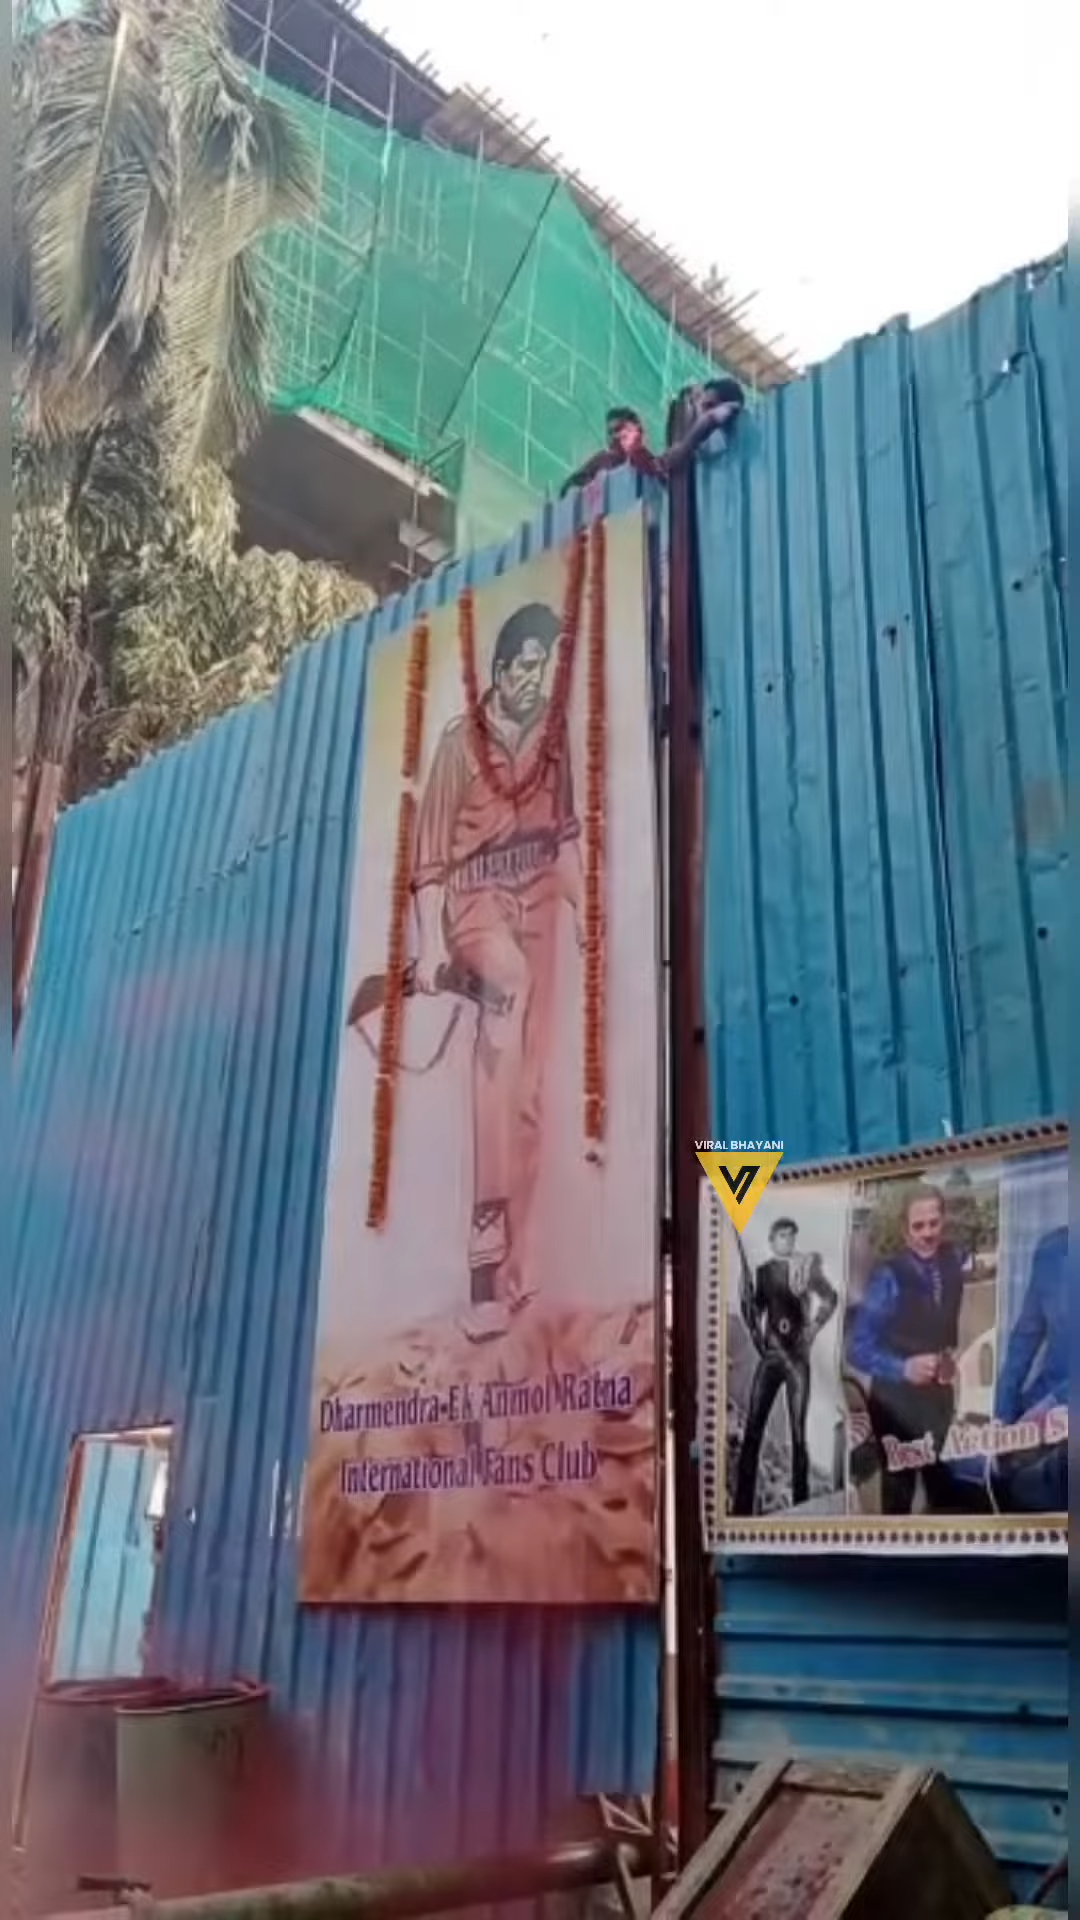 VIRAL BHAYANI
Dharmendra-Ek Anmol Ratna
International Fans Club
Best Action